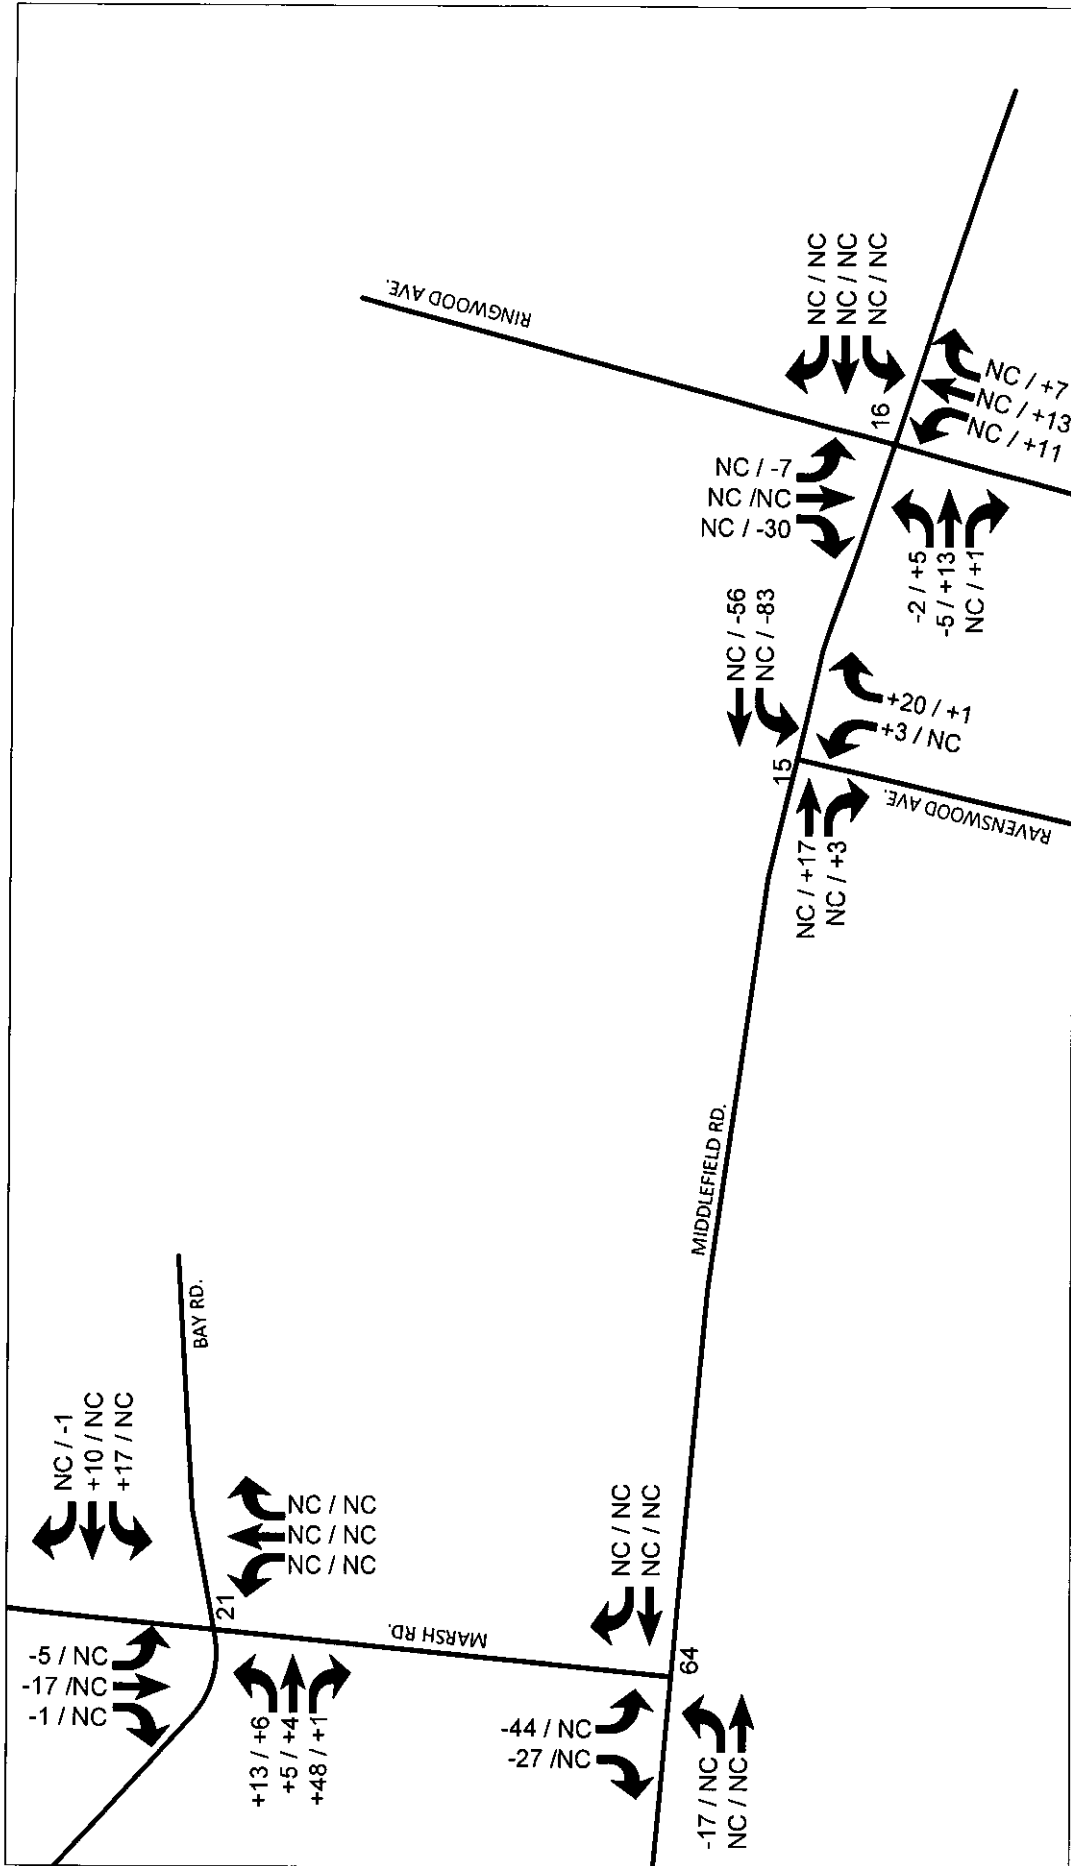 RINGWOOD AVE.
NC / NC
NC / NC
NC / NC
16
NC / +7
NC / +13
NC / +11
NC / -7
NC /NC
NC / -30
-2 / +5
-5 / +13
NC / +1
NC / -56
NC / -83
15
+20 / +1
+3 / NC
RAVENSWOOD AVE.
NC / +17
NC / +3
MIDDLEFIELD RD.
BAY RD.
NC / -1
+10 / NC
+17 / NC
NC / NC
NC / NC
NC / NC
21
-5 / NC
-17 /NC
-1 / NC
MARSH RD.
+13 / +6
+5 / +4
+48 / +1
NC / NC
NC / NC
64
-44 / NC
-27 /NC
-17 / NC
NC / NC